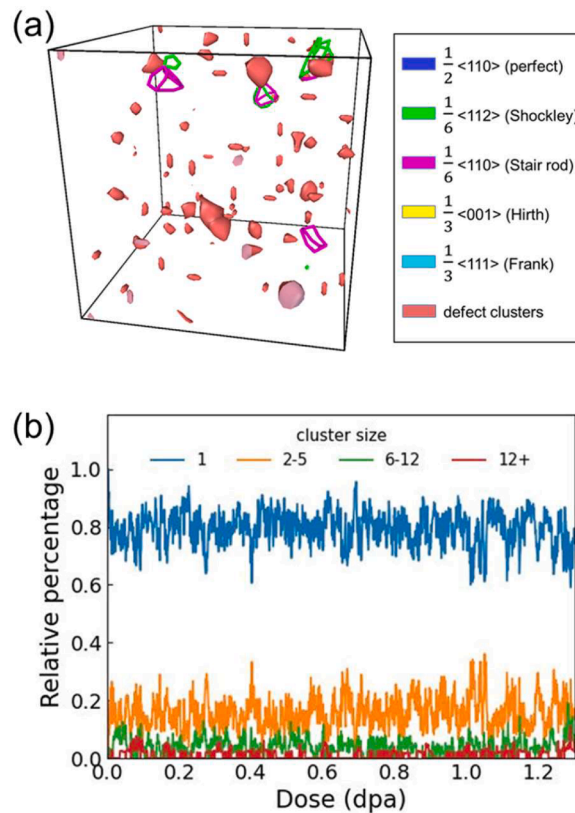 (a)
1/2 <110> (perfect)
1/6 <112> (Shockley)
1/6 <110> (Stair rod)
1/3 <001> (Hirth)
1/3 <111> (Frank)
defect clusters
(b)
cluster size
1 2-5 6-12 12+
Relative percentage
1.0
0.8
0.6
0.4
0.2
0.0
0.0 0.2 0.4 0.6 0.8 1.0 1.2
Dose (dpa)